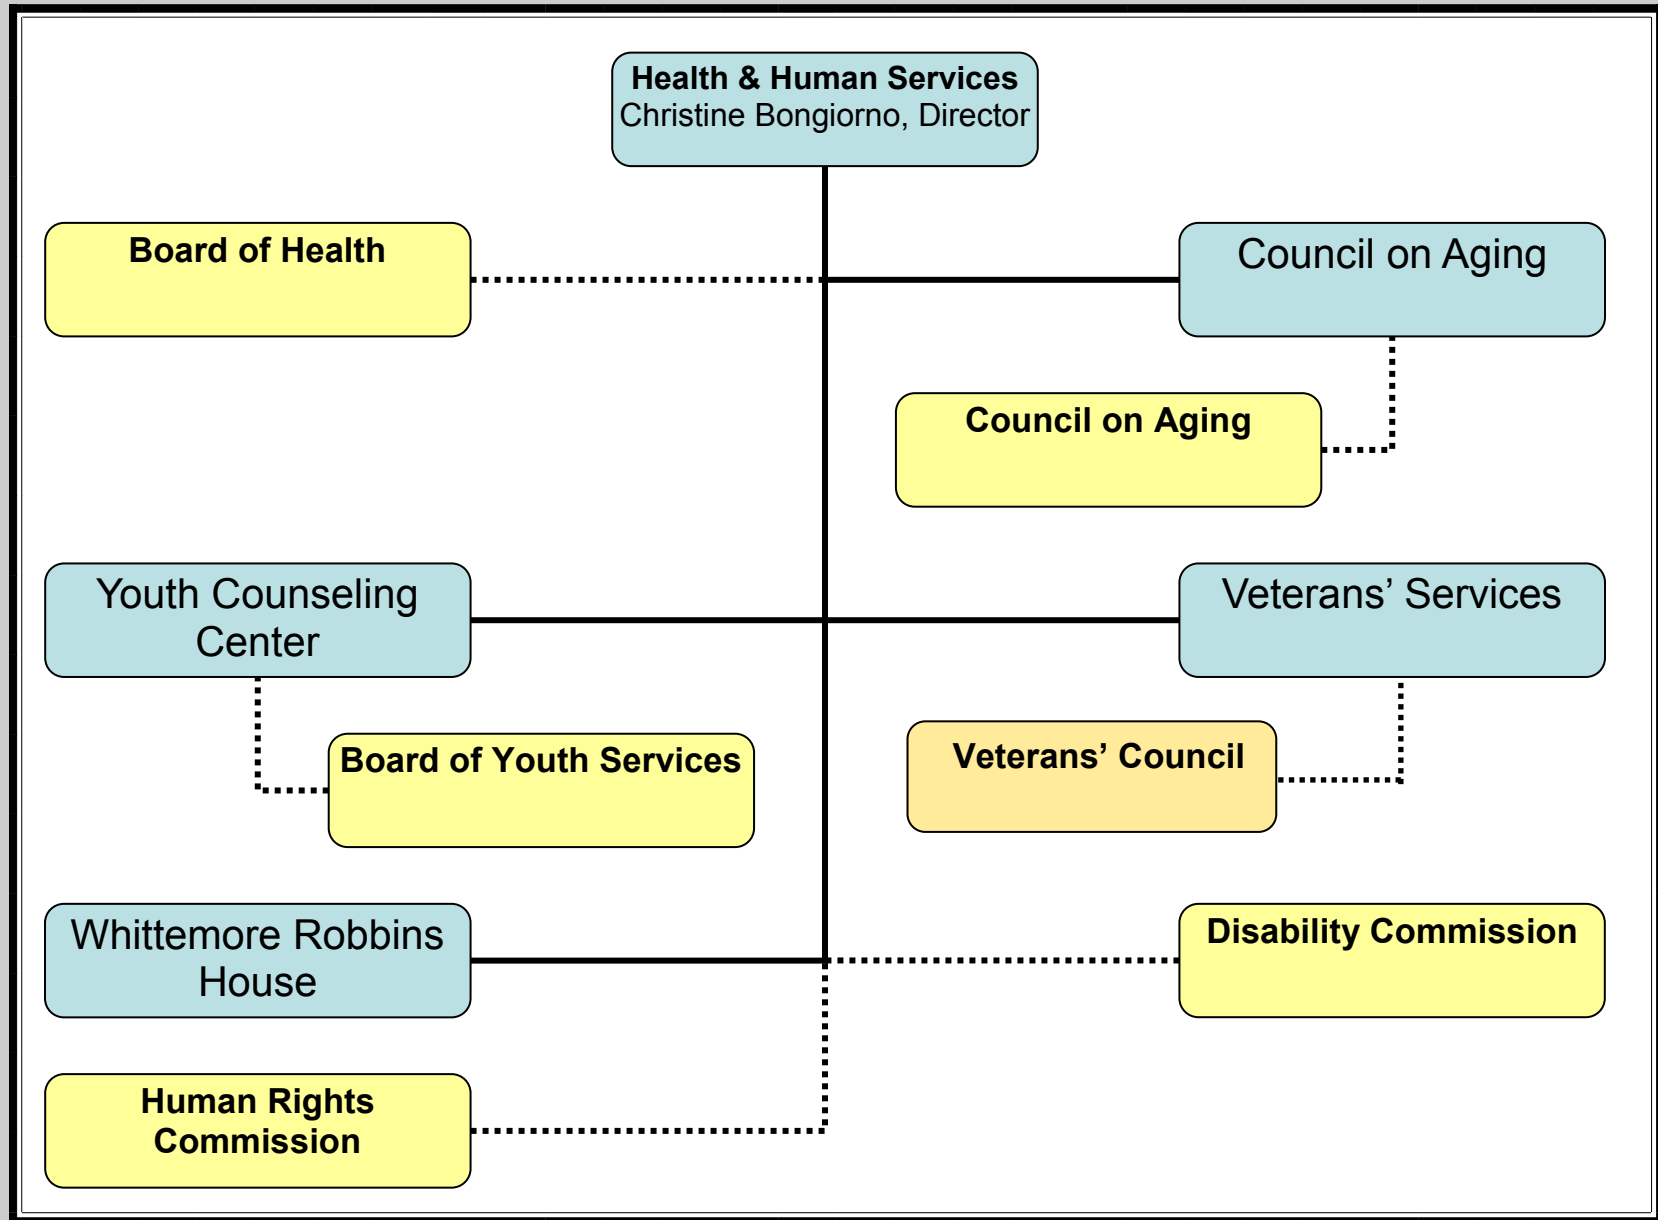 Health & Human Services
Christine Bongiorno, Director
Board of Health
Council on Aging
Council on Aging
Youth Counseling
Center
Veterans’ Services
Board of Youth Services
Veterans’ Council
Whittemore Robbins
House
Disability Commission
Human Rights
Commission